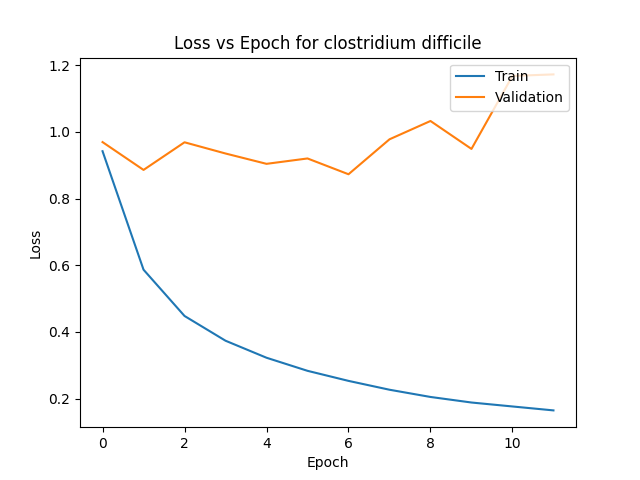 Loss vs Epoch for clostridium difficile
Train
Validation
1.2
1.0
0.8
0.6
0.4
0.2
Loss
0 2 4 6 8 10
Epoch